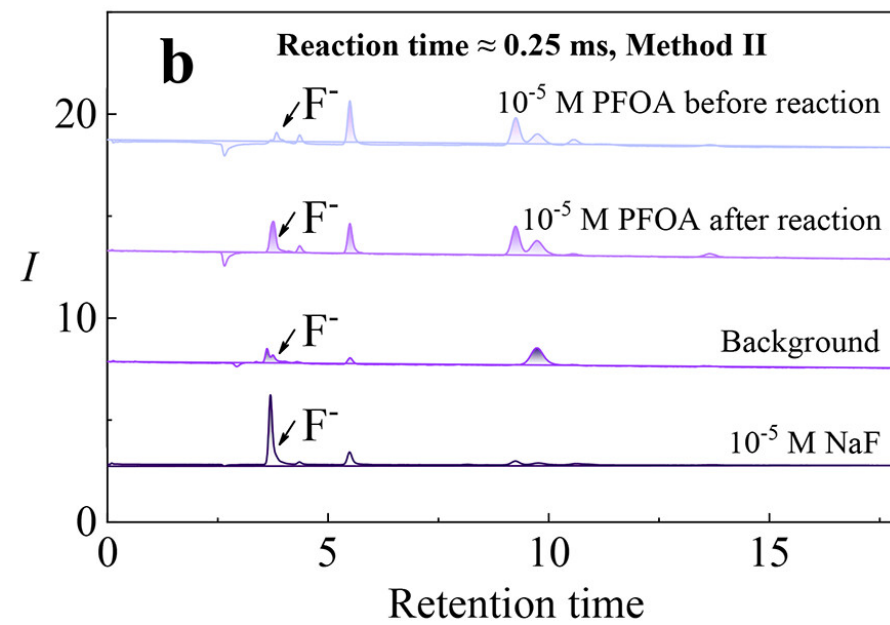 b
Reaction time ≈ 0.25 ms, Method II
F⁻
10⁻⁵ M PFOA before reaction
F⁻
10⁻⁵ M PFOA after reaction
F⁻
Background
F⁻
10⁻⁵ M NaF
I
20
10
0
0 5 10 15
Retention time